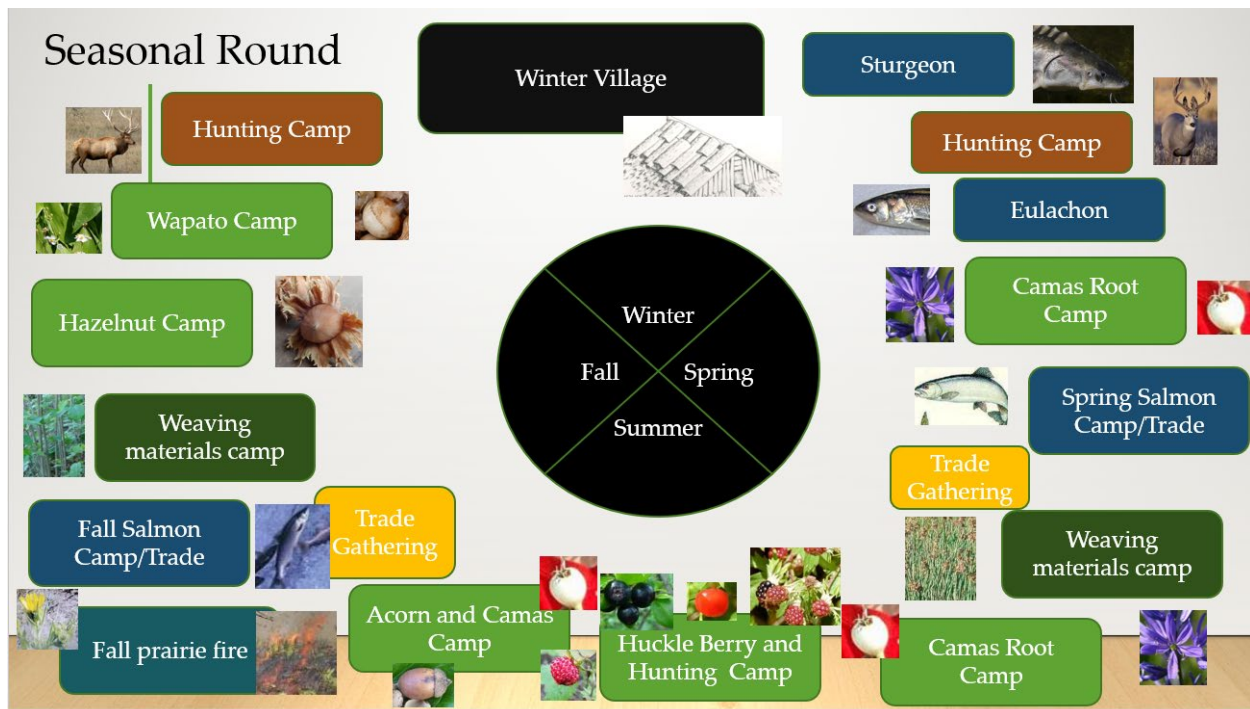 Seasonal Round
Winter Village
Sturgeon
Hunting Camp
Hunting Camp
Wapato Camp
Eulachon
Hazelnut Camp
Camas Root
Camp
Winter
Fall
Spring
Summer
Weaving
materials camp
Spring Salmon
Camp/Trade
Trade
Gathering
Fall Salmon
Camp/Trade
Trade
Gathering
Weaving
materials camp
Fall prairie fire
Acorn and Camas
Camp
Huckle Berry and
Hunting Camp
Camas Root
Camp